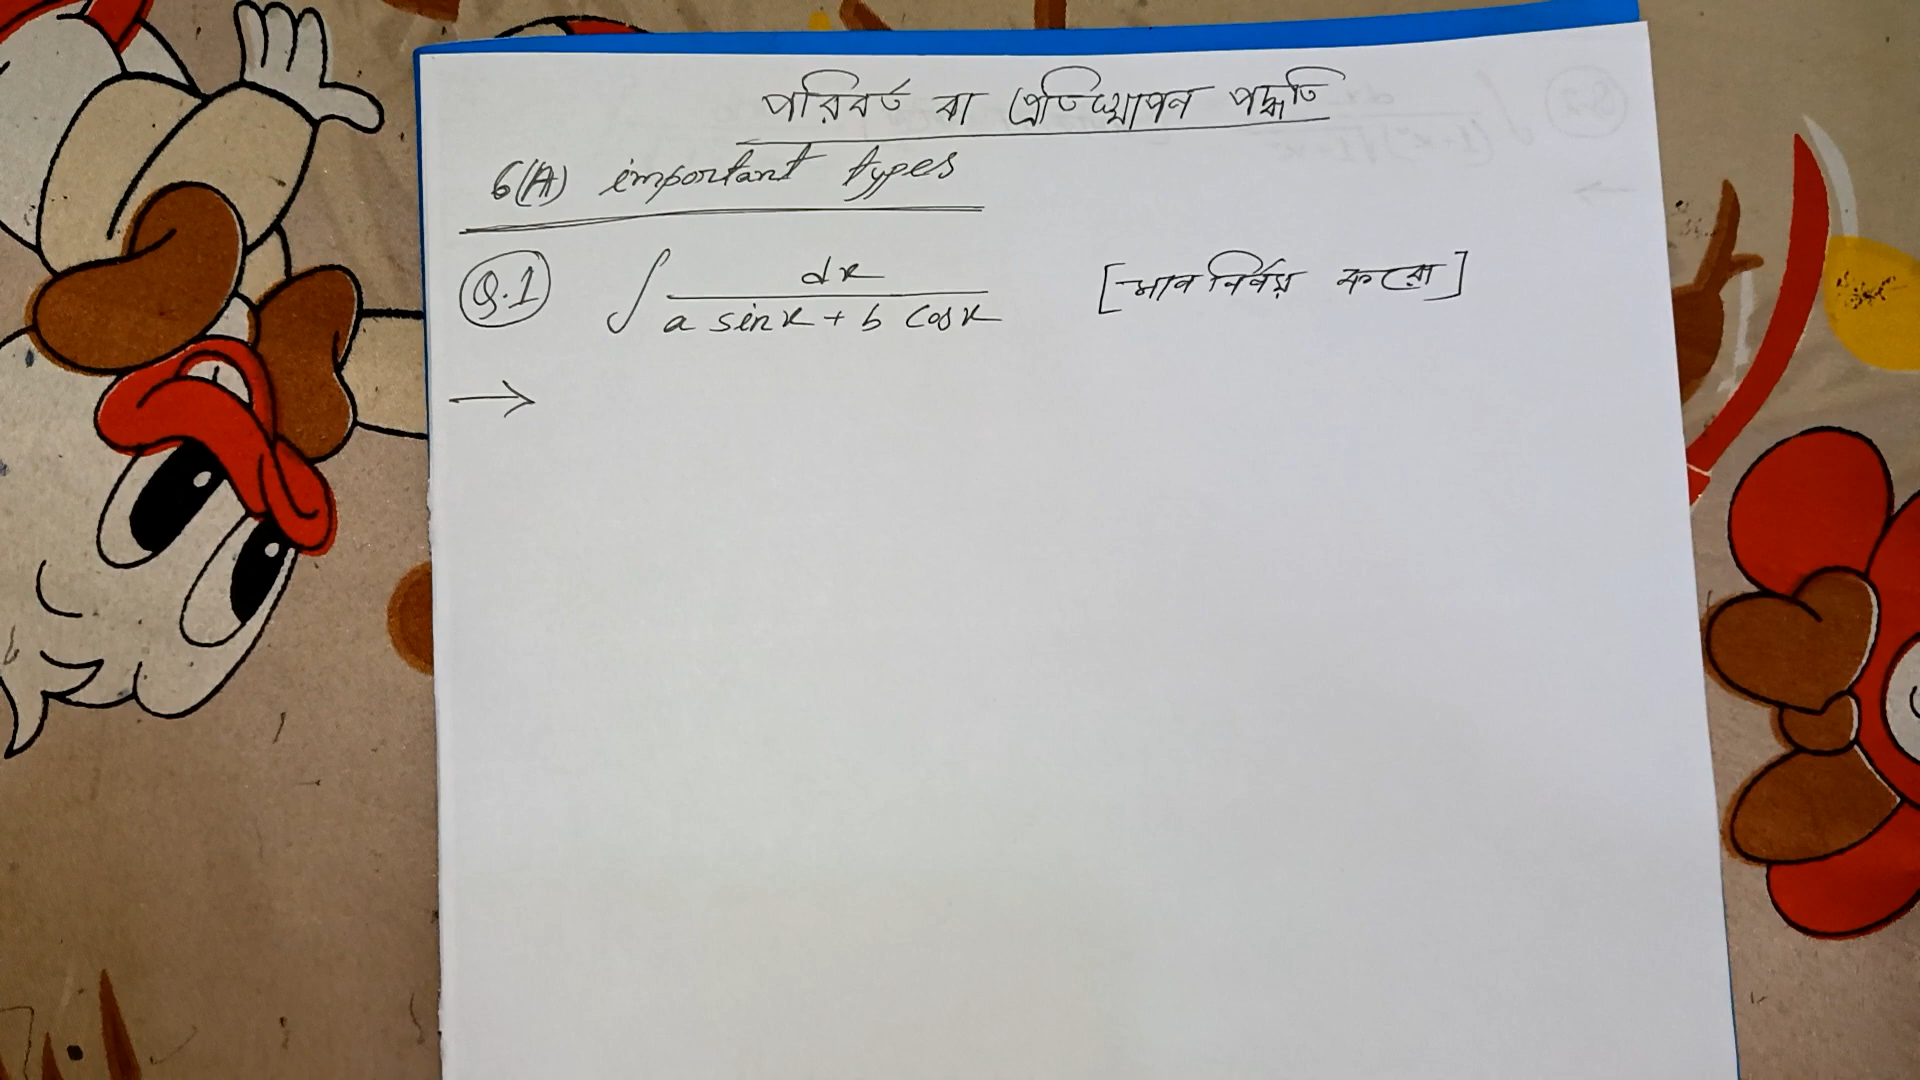 পরিবর্ত বা প্রতিস্থাপন পদ্ধতি
6(A) important types
Q.1 ∫ dx / (a sinx + b cosx) [মান নির্ণয় করো]
→